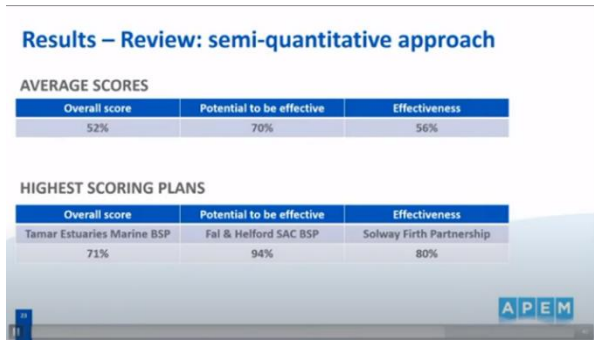 Results – Review: semi-quantitative approach
AVERAGE SCORES
Overall score Potential to be effective Effectiveness
52% 70% 56%
HIGHEST SCORING PLANS
Overall score Potential to be effective Effectiveness
Tamar Estuaries Marine BSP Fal & Helford SAC BSP Solway Firth Partnership
71% 94% 80%
APEM